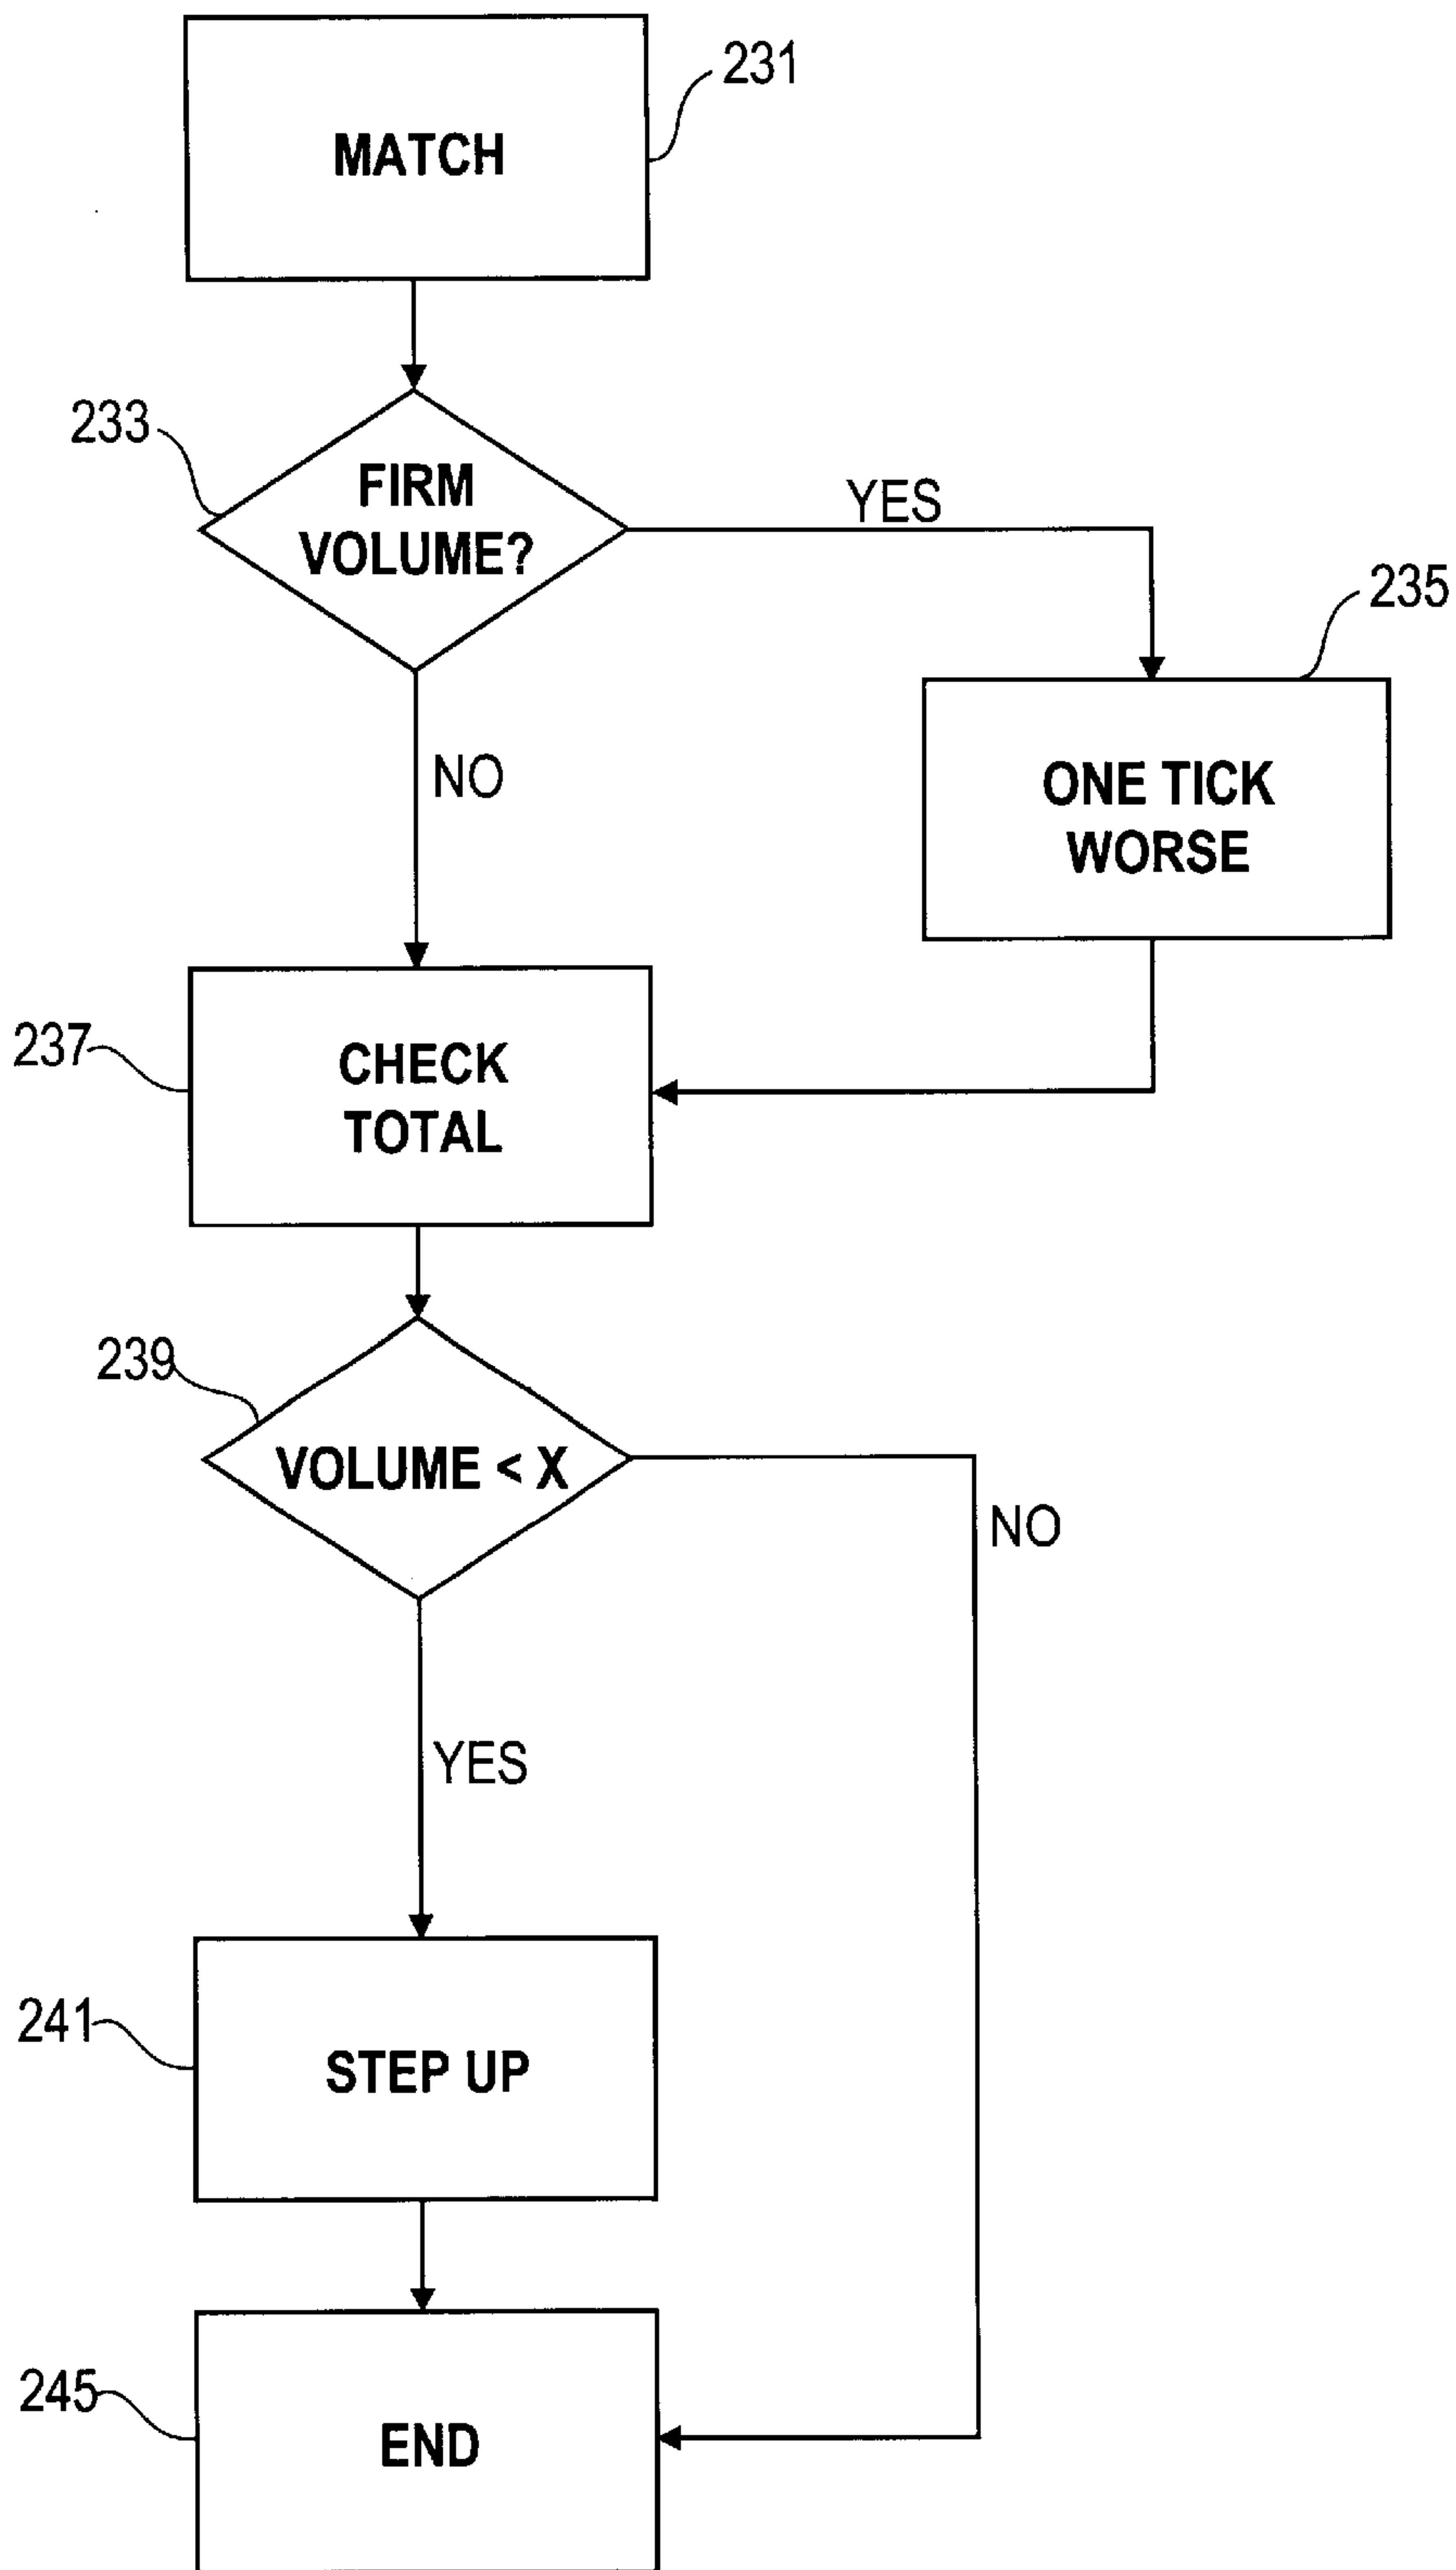 MATCH
231
233
FIRM
VOLUME?
YES
235
NO
ONE TICK
WORSE
237
CHECK
TOTAL
239
VOLUME < X
NO
YES
241
STEP UP
245
END